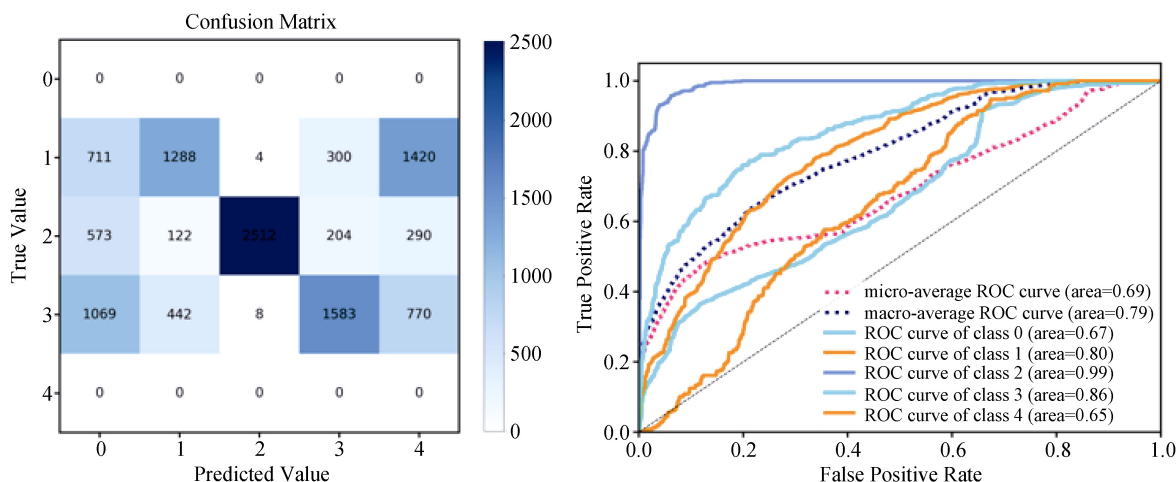 Confusion Matrix
0 0 0 0 0 0
1 711 1288 4 300 1420
2 573 122 2512 204 290
3 1069 442 8 1583 770
4 0 0 0 0 0
0 1 2 3 4
Predicted Value
True Value
2500
2000
1500
1000
500
0
1.0
0.8
0.6
0.4
0.2
0.0
True Positive Rate
micro-average ROC curve (area=0.69)
macro-average ROC curve (area=0.79)
ROC curve of class 0 (area=0.67)
ROC curve of class 1 (area=0.80)
ROC curve of class 2 (area=0.99)
ROC curve of class 3 (area=0.86)
ROC curve of class 4 (area=0.65)
0.0 0.2 0.4 0.6 0.8 1.0
False Positive Rate